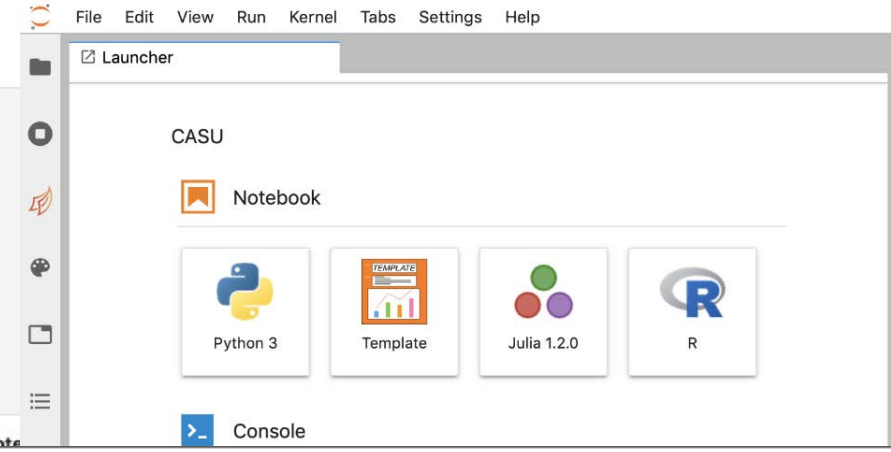 File Edit View Run Kernel Tabs Settings Help
Launcher
CASU
Notebook
TEMPLATE
Python 3 Template Julia 1.2.0 R
Console